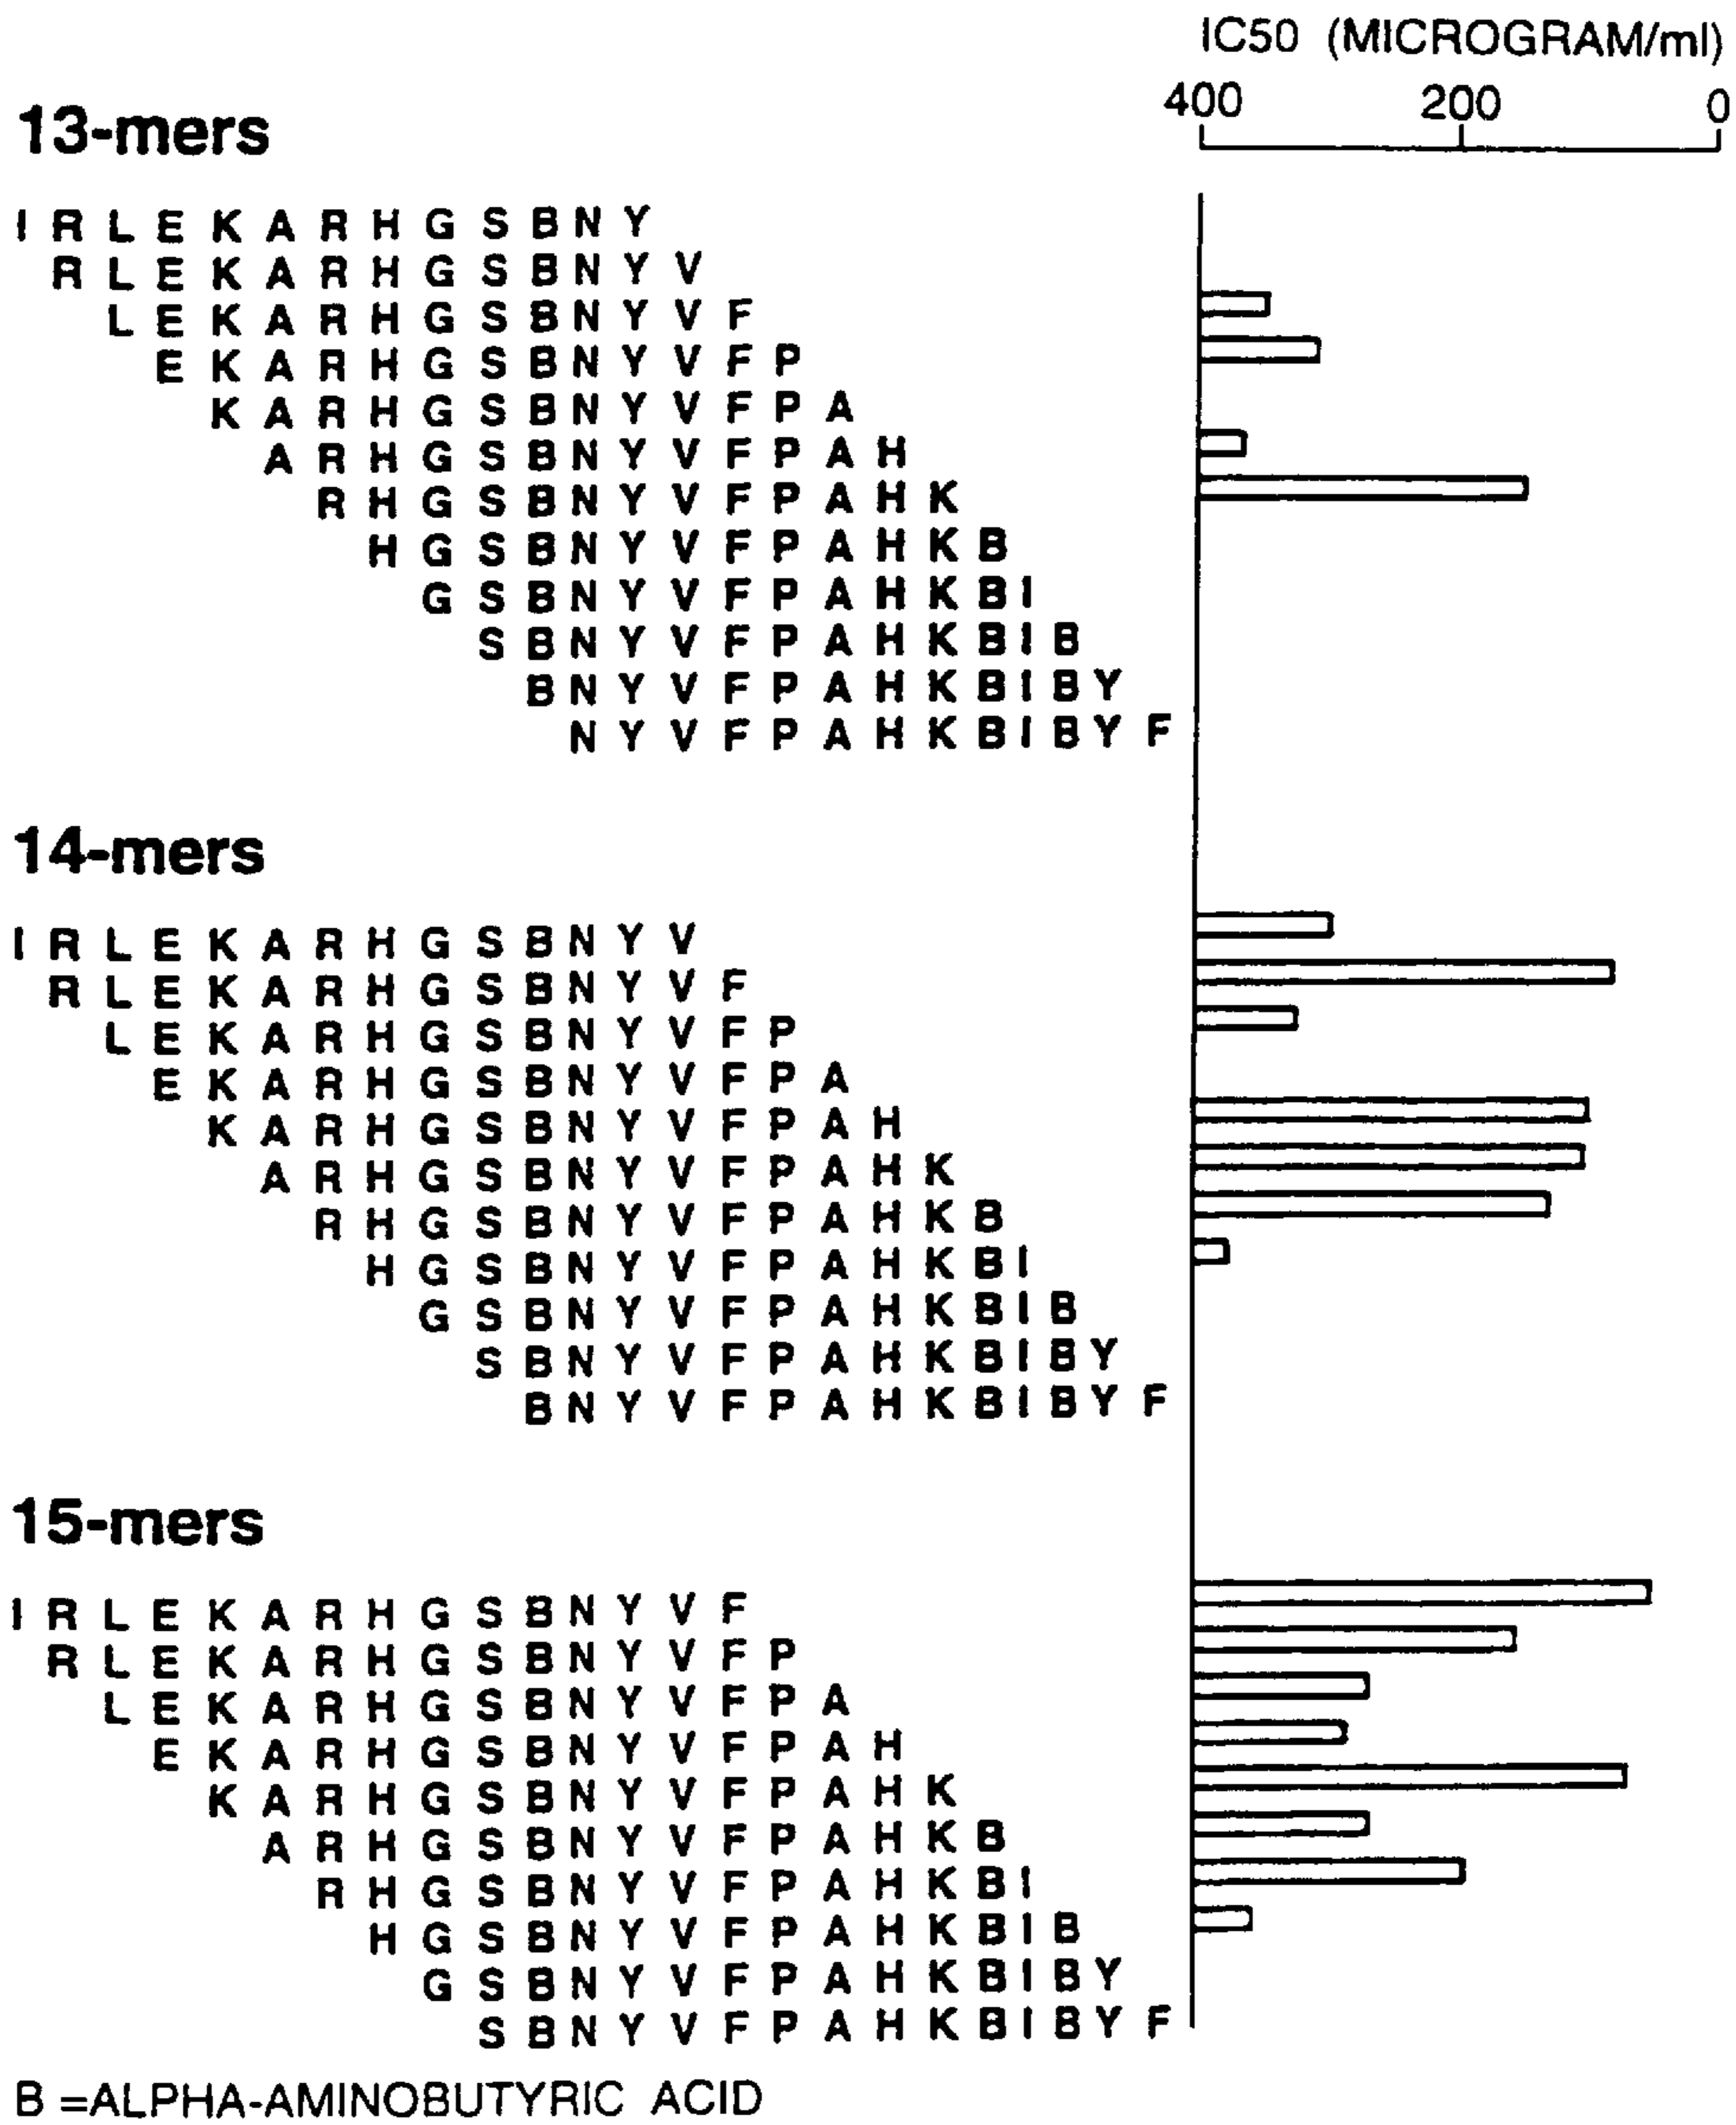 IC50 (MICROGRAM/ml)
400 200 0
13-mers
I R L E K A R H G S B N Y
R L E K A R H G S B N Y V
L E K A R H G S B N Y V F
E K A R H G S B N Y V F P
K A R H G S B N Y V F P A
A R H G S B N Y V F P A H
R H G S B N Y V F P A H K
H G S B N Y V F P A H K B
G S B N Y V F P A H K B I
S B N Y V F P A H K B I B
B N Y V F P A H K B I B Y
N Y V F P A H K B I B Y F
14-mers
I R L E K A R H G S B N Y V
R L E K A R H G S B N Y V F
L E K A R H G S B N Y V F P
E K A R H G S B N Y V F P A
K A R H G S B N Y V F P A H
A R H G S B N Y V F P A H K
R H G S B N Y V F P A H K B
H G S B N Y V F P A H K B I
G S B N Y V F P A H K B I B
S B N Y V F P A H K B I B Y
B N Y V F P A H K B I B Y F
15-mers
I R L E K A R H G S B N Y V F
R L E K A R H G S B N Y V F P
L E K A R H G S B N Y V F P A
E K A R H G S B N Y V F P A H
K A R H G S B N Y V F P A H K
A R H G S B N Y V F P A H K B
R H G S B N Y V F P A H K B I
H G S B N Y V F P A H K B I B
G S B N Y V F P A H K B I B Y
S B N Y V F P A H K B I B Y F
B =ALPHA-AMINOBUTYRIC ACID